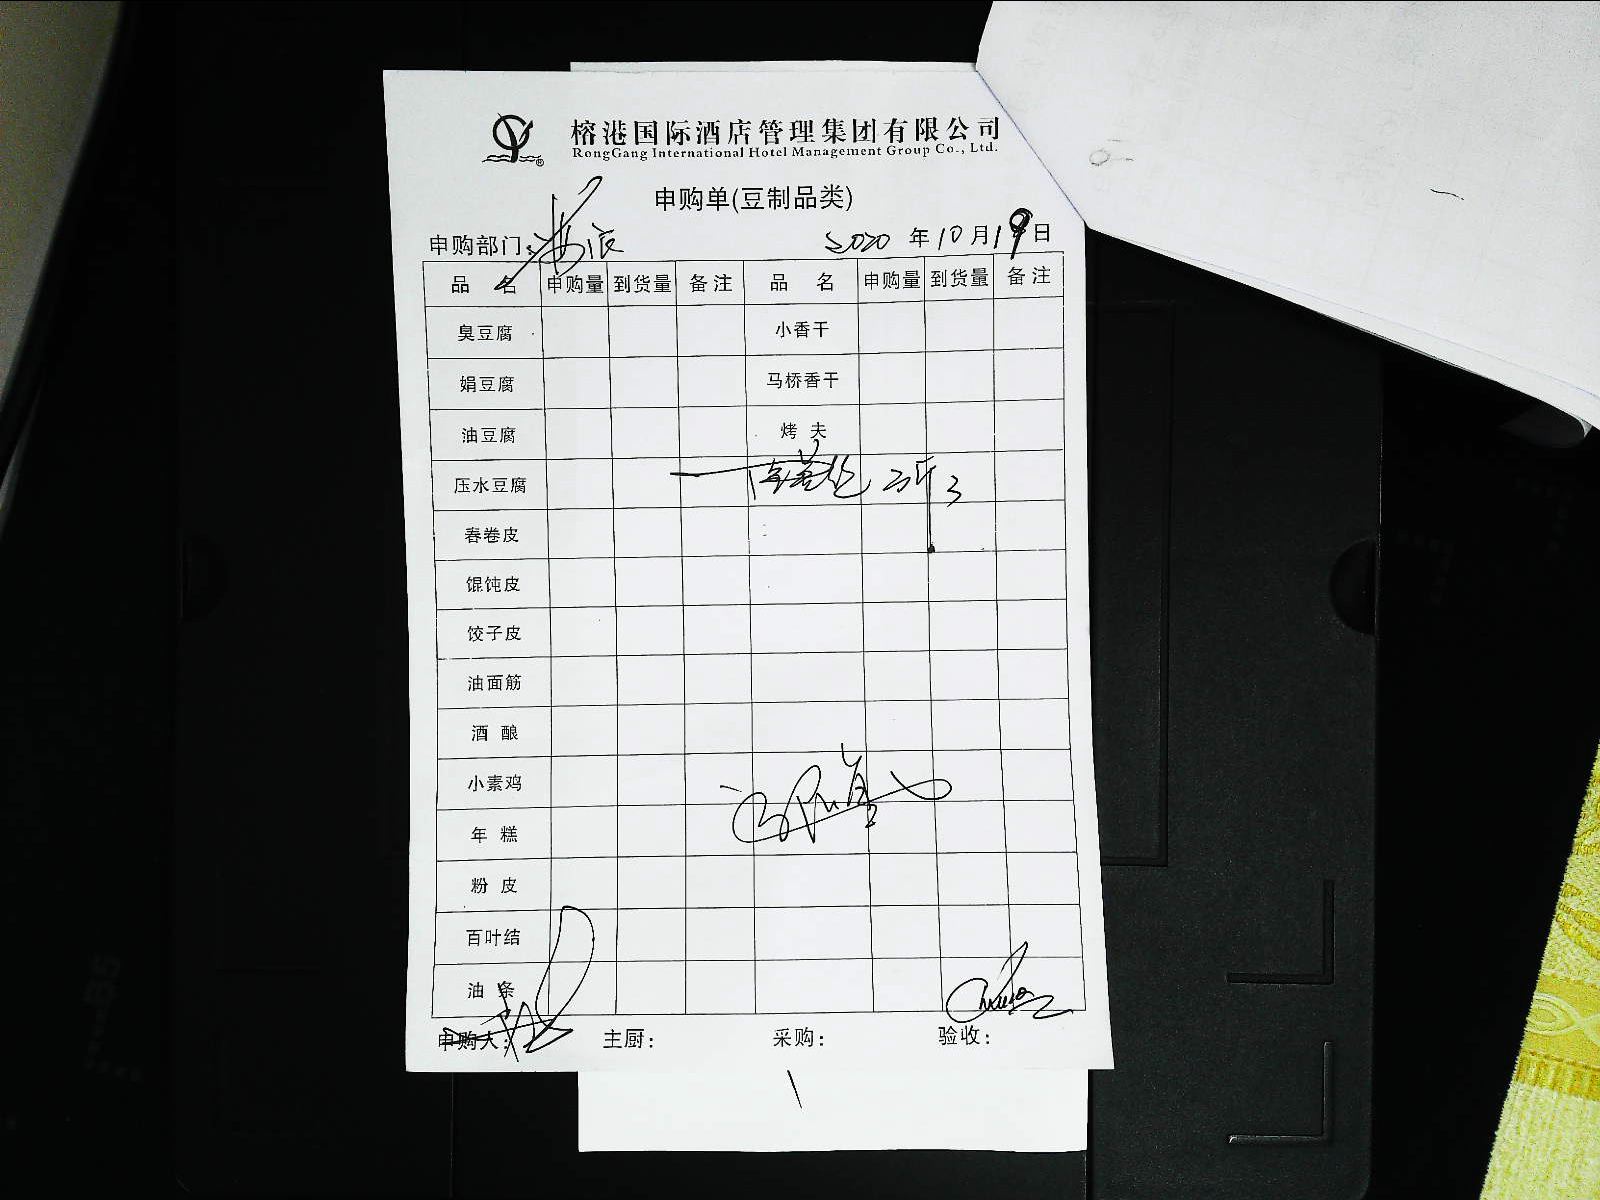 榕港国际酒店管理集团有限公司
RongGang International Hotel Management Group Co., Ltd.
申购单(豆制品类)
申购部门: 2020 年 10 月 19 日
品 名 申购量 到货量 备注 品 名 申购量 到货量 备注
臭豆腐 小香干
娟豆腐 马桥香干
油豆腐 烤 夫
压水豆腐 2斤 3
春卷皮
馄饨皮
饺子皮
油面筋
酒 酿
小素鸡
年 糕
粉 皮
百叶结
油 条
申购人: 主厨: 采购: 验收: